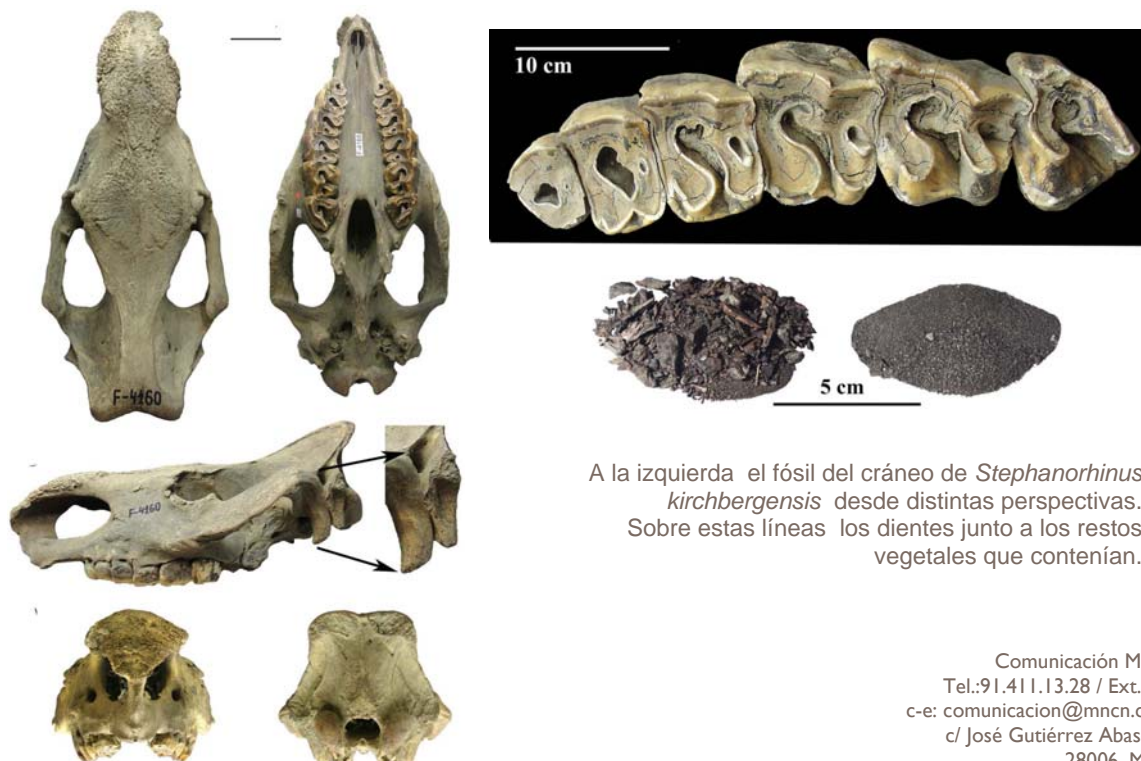 10 cm
F-4160
F-4160
5 cm
A la izquierda el fósil del cráneo de Stephanorhinus
kirchbergensis desde distintas perspectivas.
Sobre estas líneas los dientes junto a los restos
vegetales que contenían.
Comunicación M
Tel.:91.411.13.28 / Ext.
c-e: comunicacion@mncn.c
c/ José Gutiérrez Abas
28006